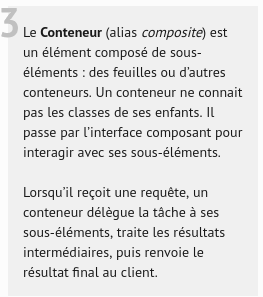 3
Le Conteneur (alias composite) est
un élément composé de sous-
éléments : des feuilles ou d’autres
conteneurs. Un conteneur ne connait
pas les classes de ses enfants. Il
passe par l’interface composant pour
interagir avec ses sous-éléments.
Lorsqu’il reçoit une requête, un
conteneur délègue la tâche à ses
sous-éléments, traite les résultats
intermédiaires, puis renvoie le
résultat final au client.